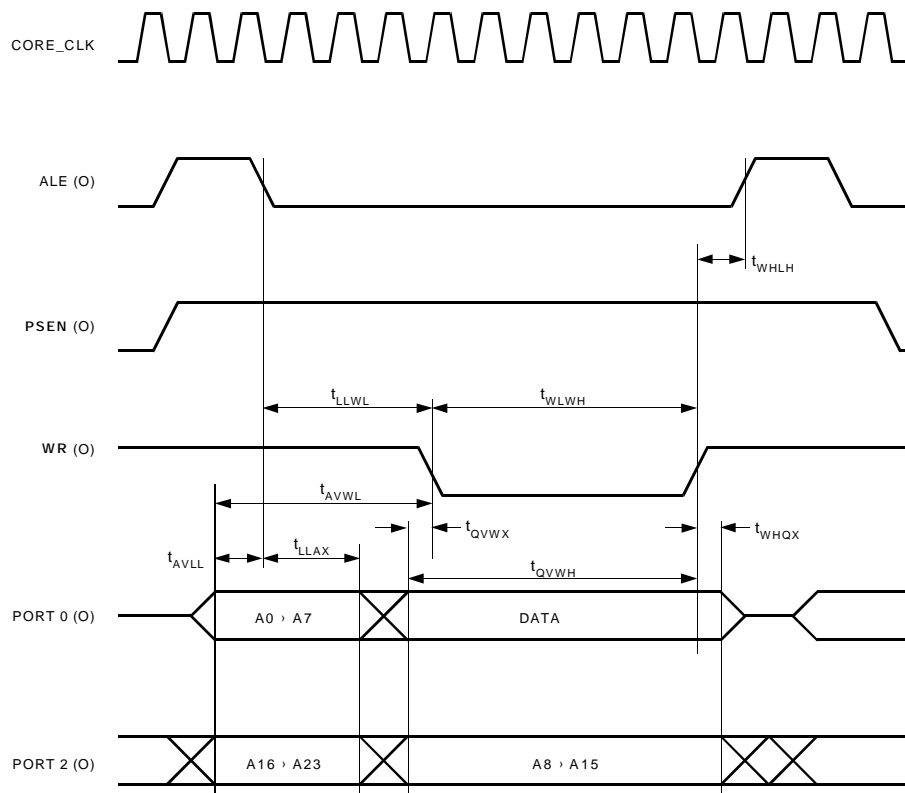 CORE_CLK
ALE (O)
tWHLH
PSEN (O)
tLLWL
tWLWH
WR (O)
tAVWL
tQVWX
tWHQX
tAVLL
tLLAX
tQVWH
PORT 0 (O)
A0 › A7
DATA
PORT 2 (O)
A16 › A23
A8 › A15